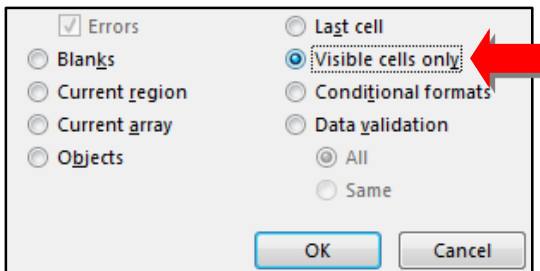 Errors
Last cell
Blanks
Visible cells only
Current region
Conditional formats
Current array
Data validation
Objects
All
Same
OK
Cancel